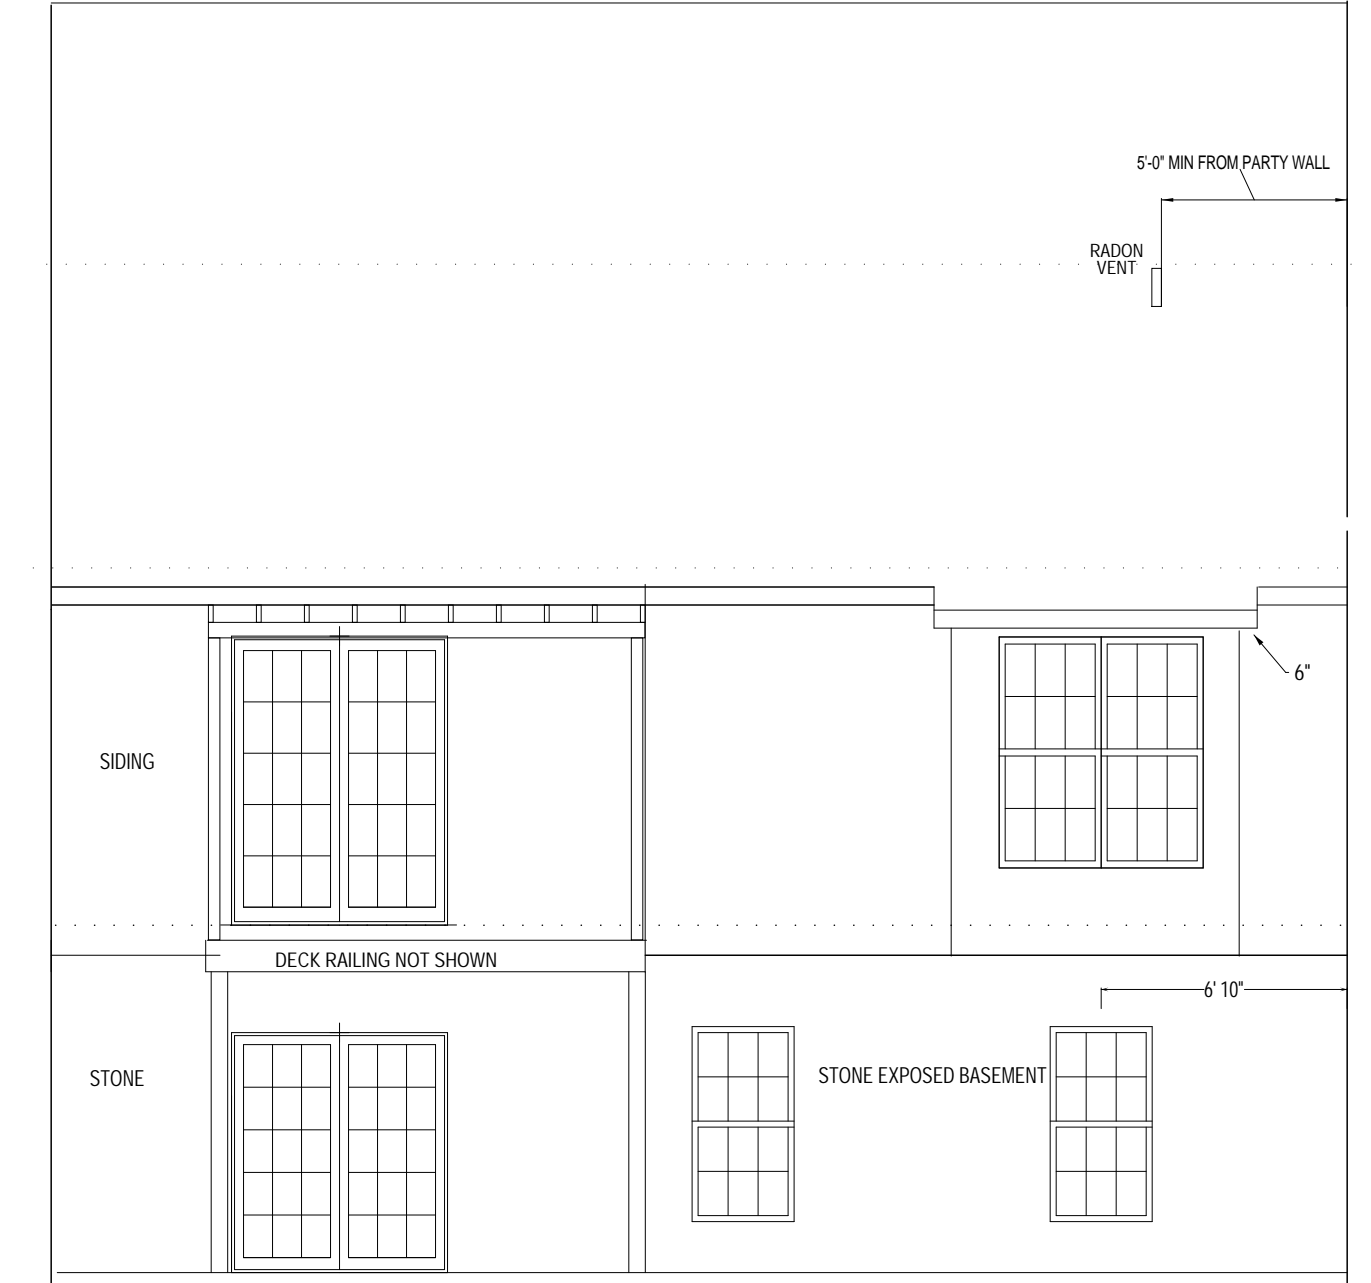 5'-0" MIN FROM PARTY WALL
RADON
VENT
6"
SIDING
DECK RAILING NOT SHOWN
6' 10"
STONE
STONE EXPOSED BASEMENT